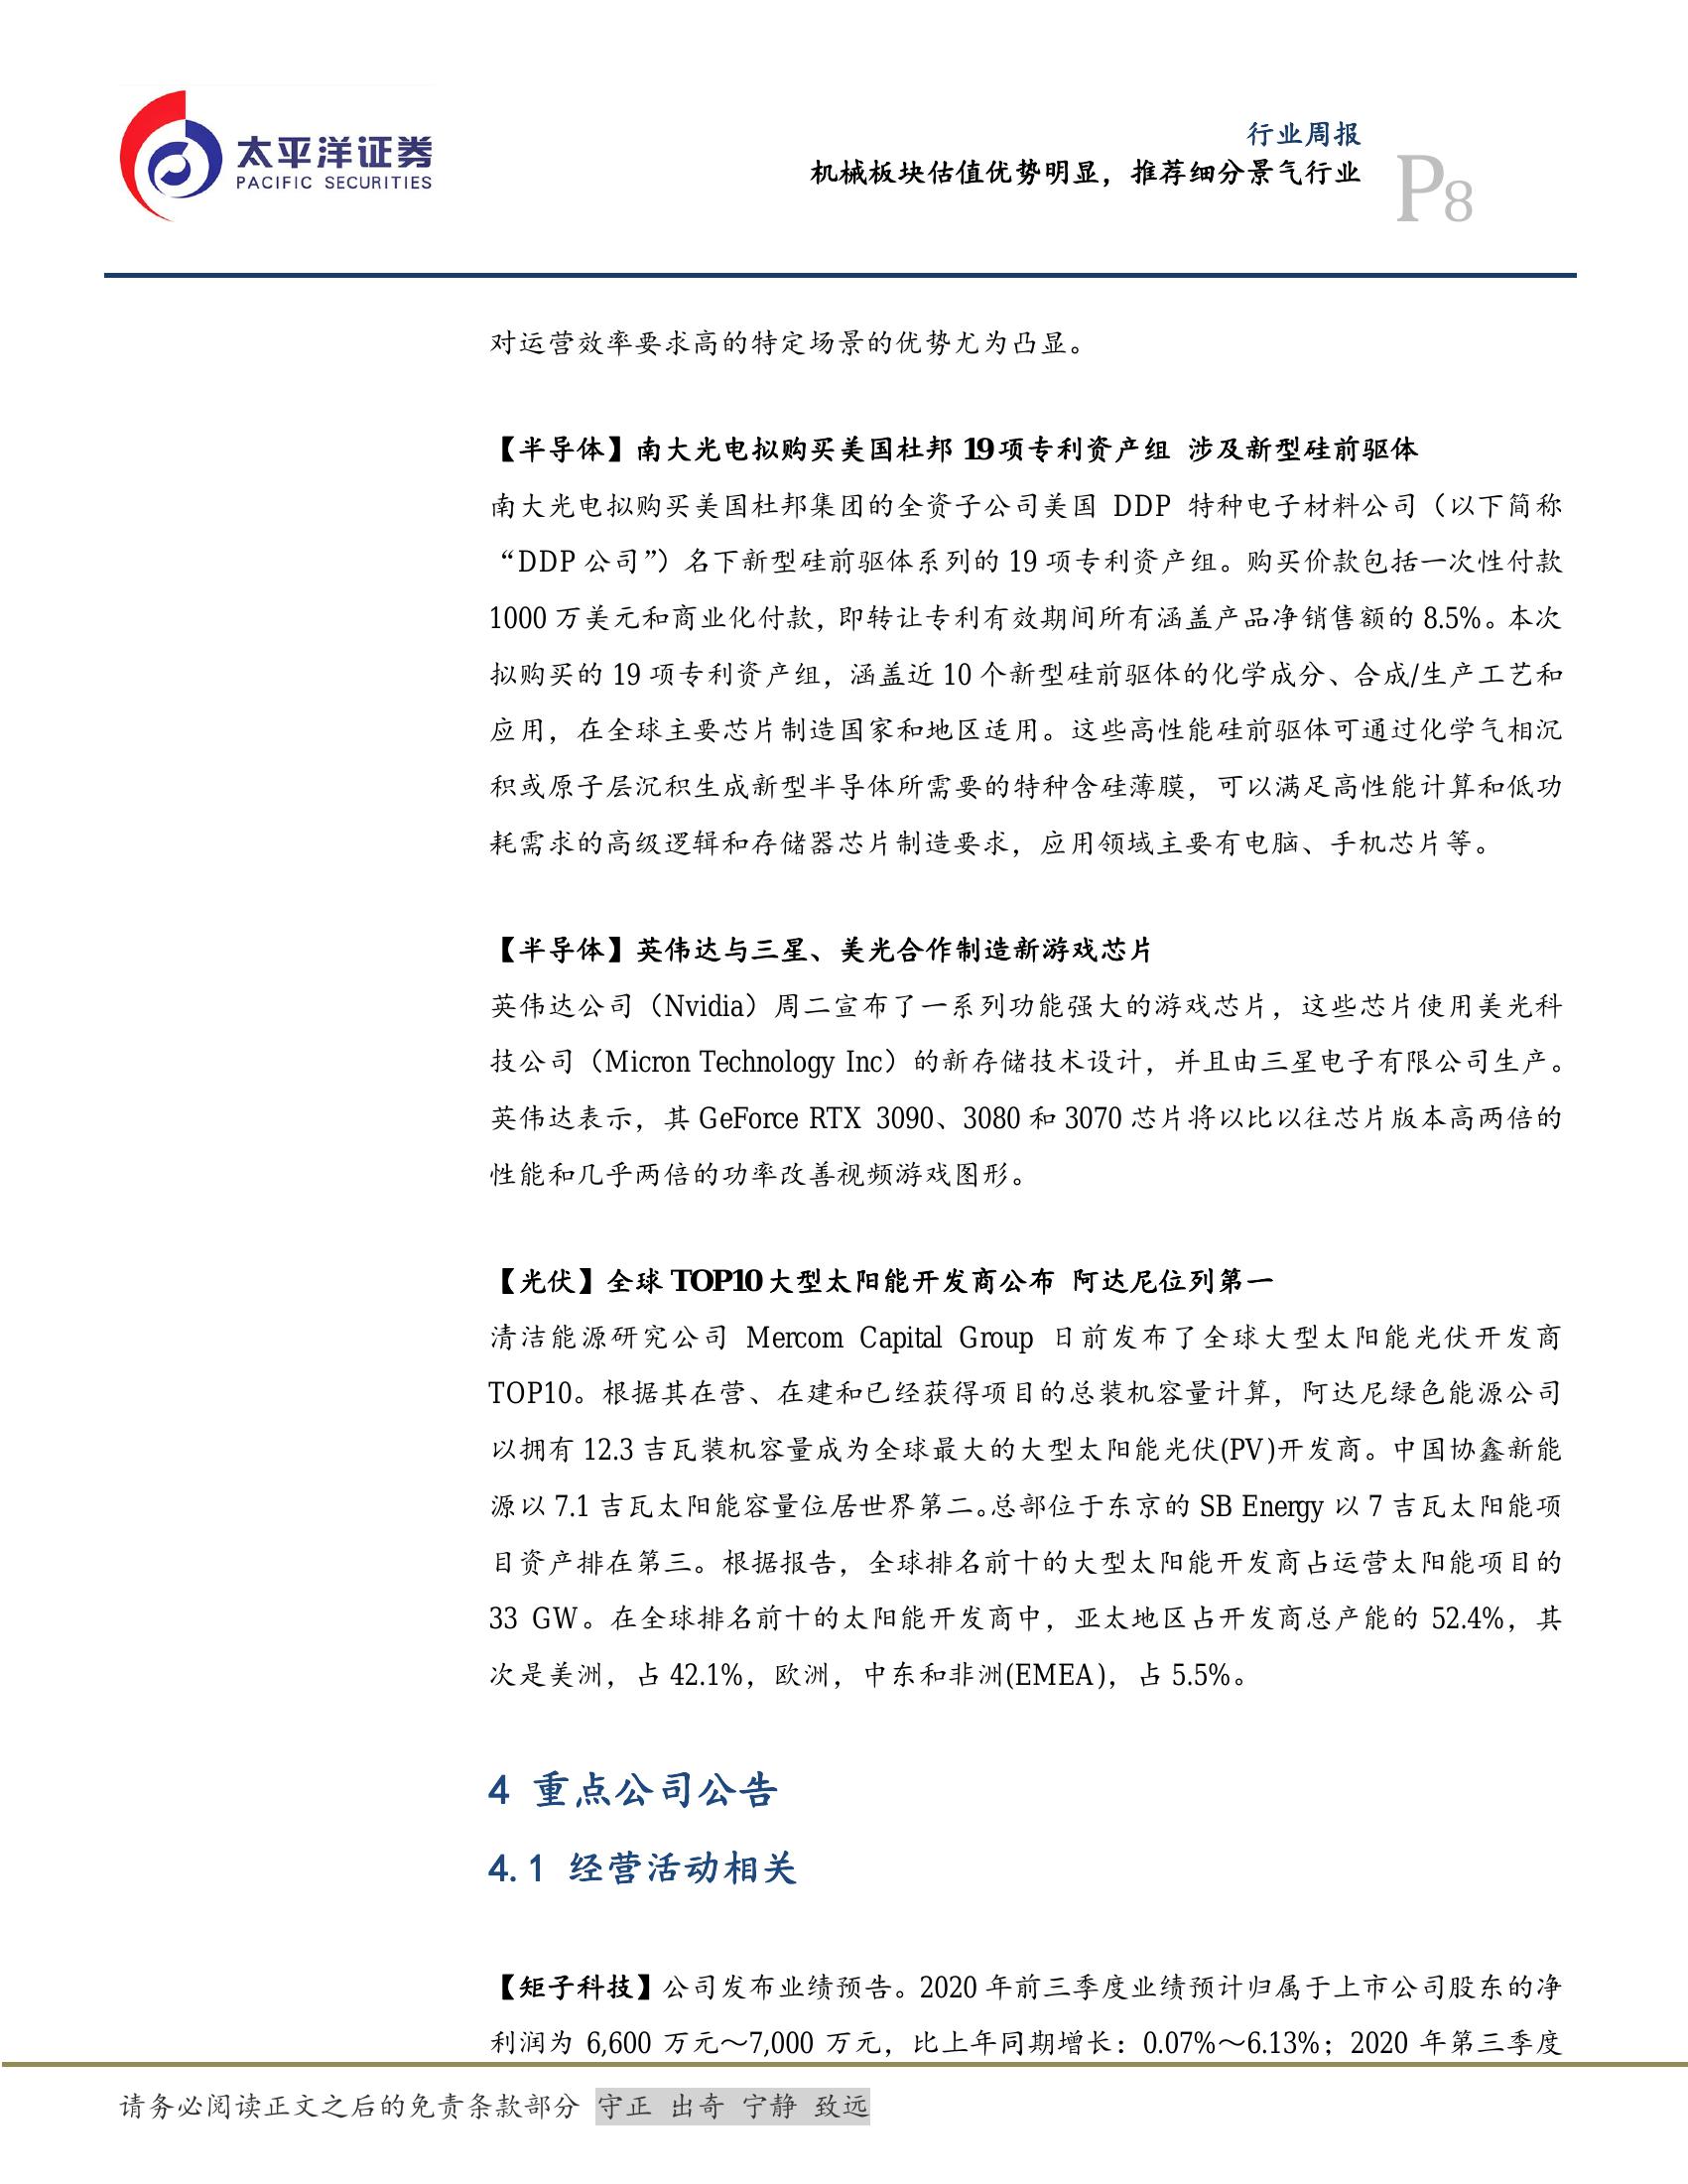 太平洋证券
PACIFIC SECURITIES
行业周报
机械板块估值优势明显，推荐细分景气行业
P8
对运营效率要求高的特定场景的优势尤为凸显。
【半导体】南大光电拟购买美国杜邦 19 项专利资产组 涉及新型硅前驱体
南大光电拟购买美国杜邦集团的全资子公司美国 DDP 特种电子材料公司（以下简称
“DDP 公司”）名下新型硅前驱体系列的 19 项专利资产组。购买价款包括一次性付款
1000 万美元和商业化付款，即转让专利有效期间所有涵盖产品净销售额的 8.5%。本次
拟购买的 19 项专利资产组，涵盖近 10 个新型硅前驱体的化学成分、合成/生产工艺和
应用，在全球主要芯片制造国家和地区适用。这些高性能硅前驱体可通过化学气相沉
积或原子层沉积生成新型半导体所需要的特种含硅薄膜，可以满足高性能计算和低功
耗需求的高级逻辑和存储器芯片制造要求，应用领域主要有电脑、手机芯片等。
【半导体】英伟达与三星、美光合作制造新游戏芯片
英伟达公司（Nvidia）周二宣布了一系列功能强大的游戏芯片，这些芯片使用美光科
技公司（Micron Technology Inc）的新存储技术设计，并且由三星电子有限公司生产。
英伟达表示，其 GeForce RTX 3090、3080 和 3070 芯片将以比以往芯片版本高两倍的
性能和几乎两倍的功率改善视频游戏图形。
【光伏】全球 TOP10 大型太阳能开发商公布 阿达尼位列第一
清洁能源研究公司 Mercom Capital Group 日前发布了全球大型太阳能光伏开发商
TOP10。根据其在营、在建和已经获得项目的总装机容量计算，阿达尼绿色能源公司
以拥有 12.3 吉瓦装机容量成为全球最大的大型太阳能光伏(PV)开发商。中国协鑫新能
源以 7.1 吉瓦太阳能容量位居世界第二。总部位于东京的 SB Energy 以 7 吉瓦太阳能项
目资产排在第三。根据报告，全球排名前十的大型太阳能开发商占运营太阳能项目的
33 GW。在全球排名前十的太阳能开发商中，亚太地区占开发商总产能的 52.4%，其
次是美洲，占 42.1%，欧洲，中东和非洲(EMEA)，占 5.5%。
4 重点公司公告
4.1 经营活动相关
【矩子科技】公司发布业绩预告。2020 年前三季度业绩预计归属于上市公司股东的净
利润为 6,600 万元～7,000 万元，比上年同期增长：0.07%～6.13%；2020 年第三季度
请务必阅读正文之后的免责条款部分 守正 出奇 宁静 致远